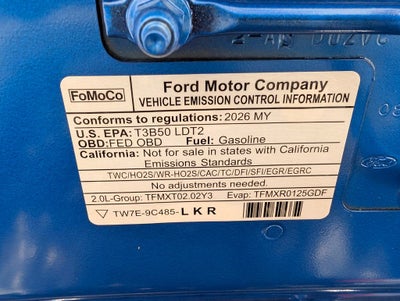 FoMoCo
Ford Motor Company
VEHICLE EMISSION CONTROL INFORMATION
Conforms to regulations: 2026 MY
U.S. EPA: T3B50 LDT2
OBD:FED OBD Fuel: Gasoline
California: Not for sale in states with California
Emissions Standards
TWC/HO2S/WR-HO2S/CAC/TC/DFI/SFI/EGR/EGRC
No adjustments needed.
2.0L-Group: TFMXT02.02Y3 Evap: TFMXR0125GDF
TW7E-9C485- L K R